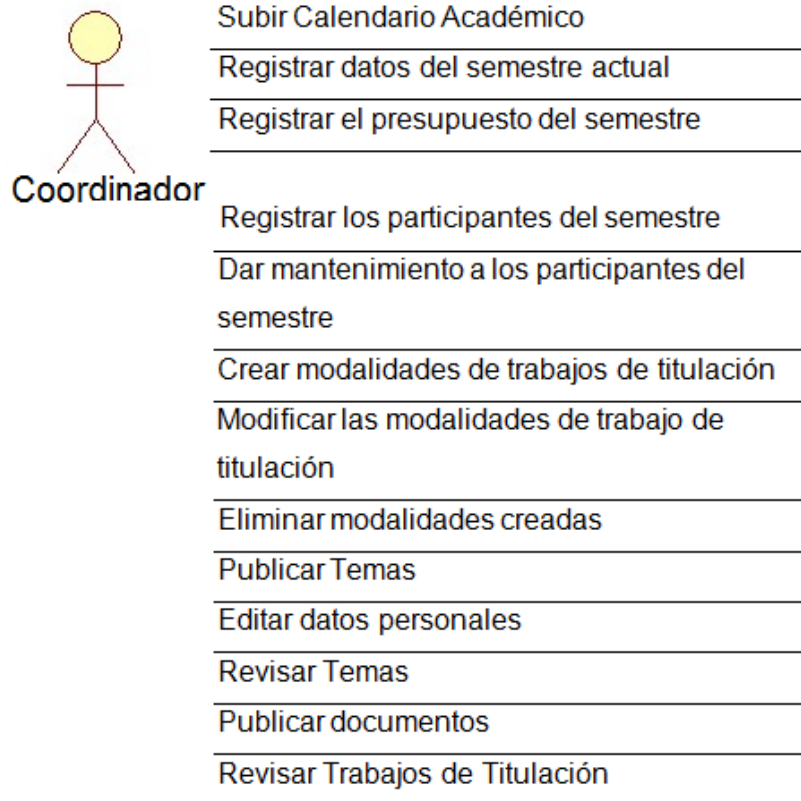 Subir Calendario Académico
Registrar datos del semestre actual
Registrar el presupuesto del semestre
Coordinador
Registrar los participantes del semestre
Dar mantenimiento a los participantes del
semestre
Crear modalidades de trabajos de titulación
Modificar las modalidades de trabajo de
titulación
Eliminar modalidades creadas
Publicar Temas
Editar datos personales
Revisar Temas
Publicar documentos
Revisar Trabajos de Titulación